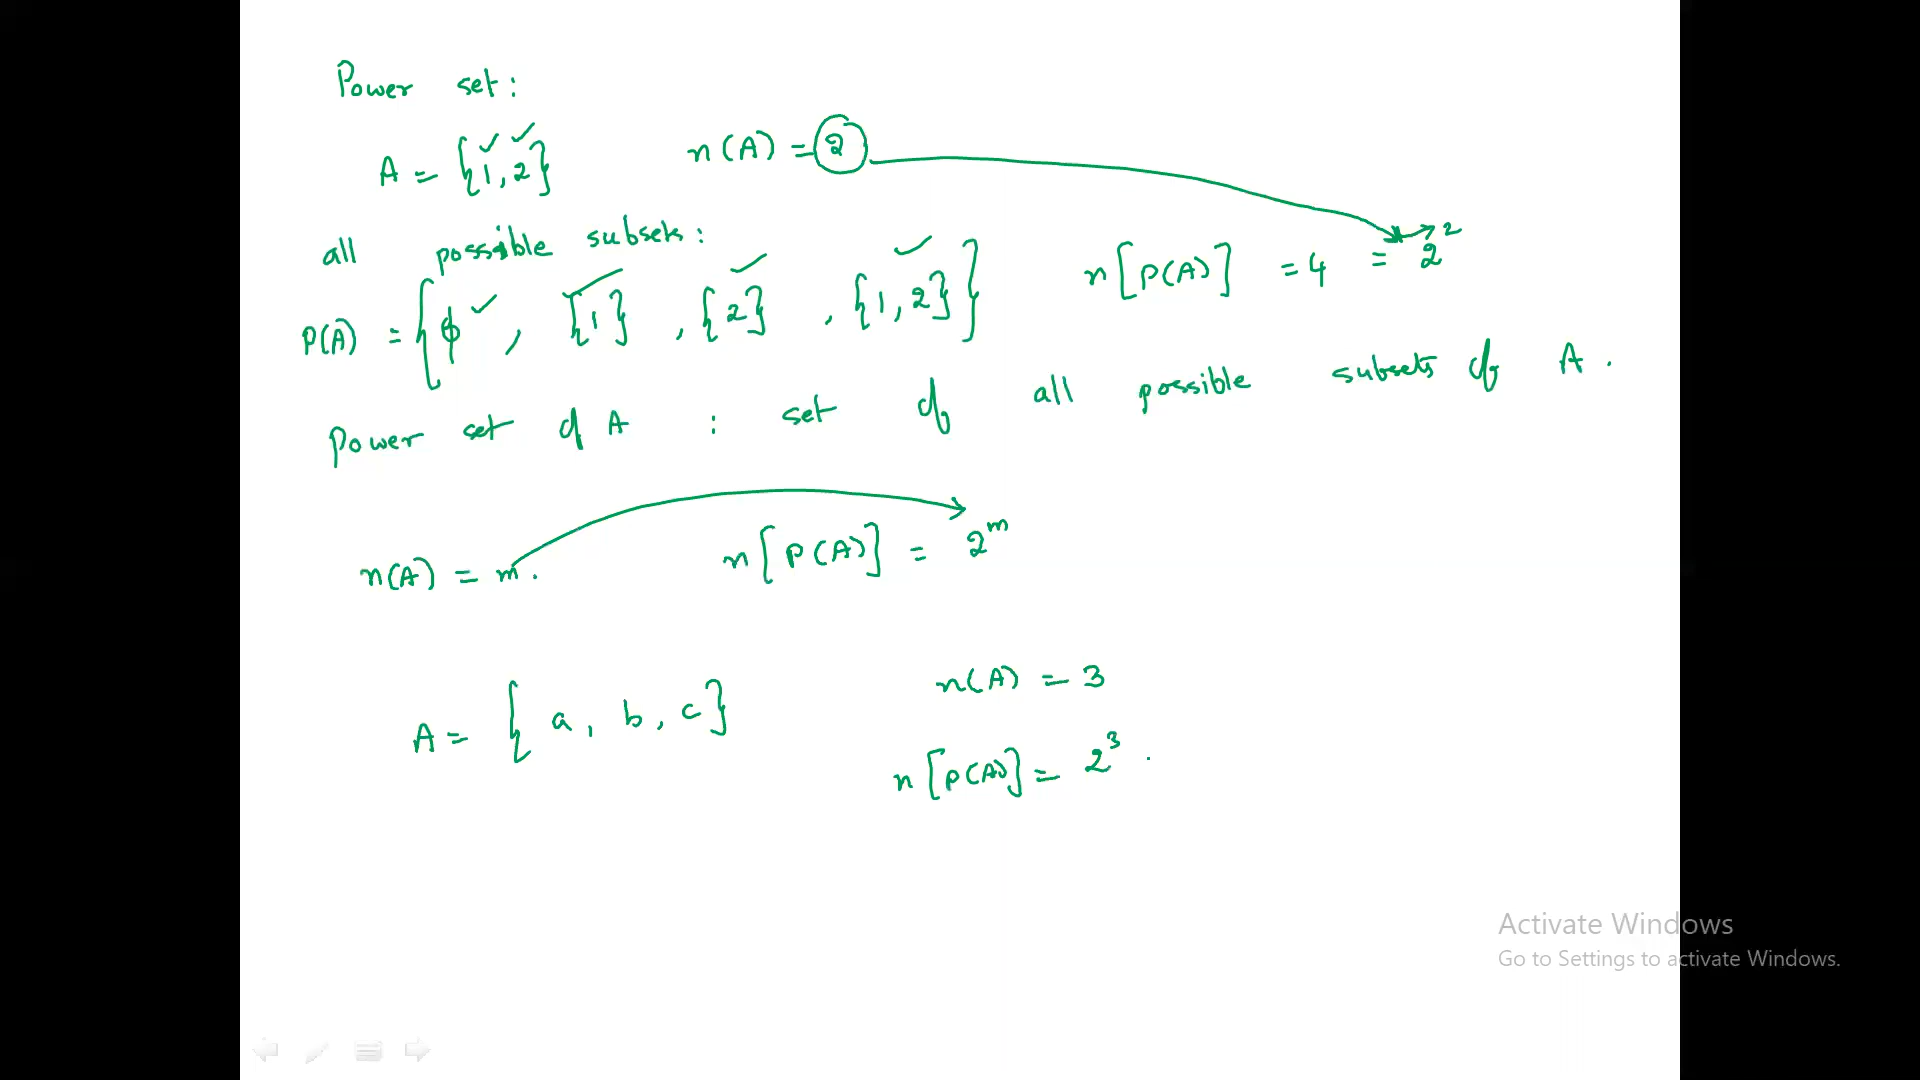 Power set:
A = {1, 2} n(A) = 2
all possible subsets:
P(A) = {ϕ, {1}, {2}, {1, 2}} n[P(A)] = 4 = 2²
Power set of A : set of all possible subsets of A.
n(A) = m. n[P(A)] = 2^m
A = {a, b, c} n(A) = 3
n[P(A)] = 2³.
Activate Windows
Go to Settings to activate Windows.